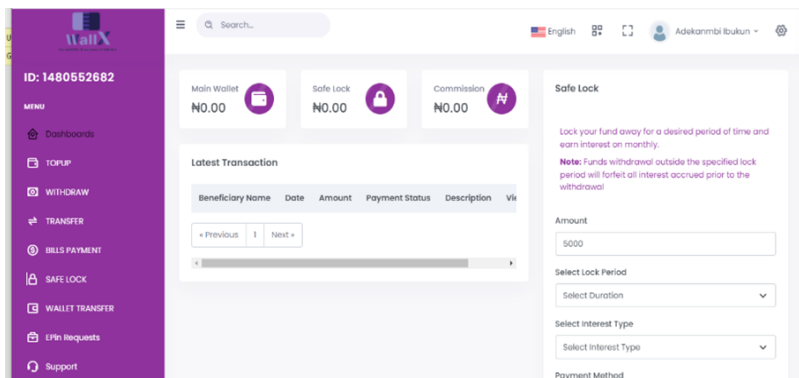 WallX
Search...
English
Adekanmbi Ibukun
ID: 1480552682
MENU
Dashboards
TOPUP
WITHDRAW
TRANSFER
BILLS PAYMENT
SAFE LOCK
WALLET TRANSFER
EPin Requests
Support
Main Wallet
₦0.00
Safe Lock
₦0.00
Commission
₦0.00
Latest Transaction
Beneficiary Name Date Amount Payment Status Description Vie
« Previous 1 Next »
Safe Lock
Lock your fund away for a desired period of time and
earn interest on monthly.
Note: Funds withdrawal outside the specified lock
period will forfeit all interest accrued prior to the
withdrawal
Amount
5000
Select Lock Period
Select Duration
Select Interest Type
Select Interest Type
Payment Method